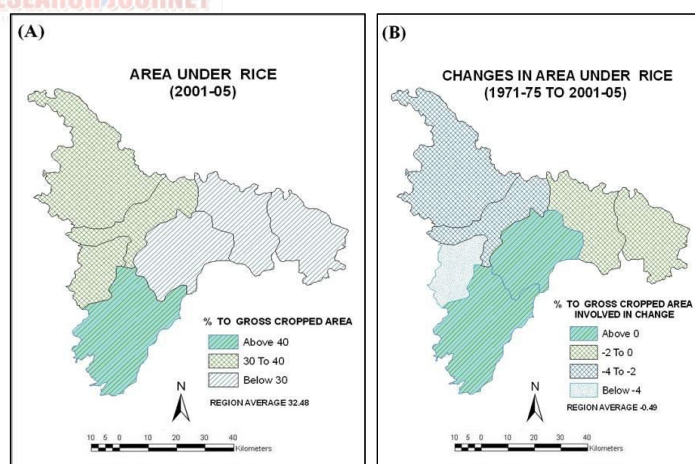 RESEARCH JOURNEY
(A)
AREA UNDER RICE
(2001-05)
% TO GROSS CROPPED AREA
Above 40
30 To 40
Below 30
REGION AVERAGE 32.48
N
10 5 0 10 20 30 40
Kilometers
(B)
CHANGES IN AREA UNDER RICE
(1971-75 TO 2001-05)
% TO GROSS CROPPED AREA
INVOLVED IN CHANGE
Above 0
-2 To 0
-4 To -2
Below -4
REGION AVERAGE -0.49
N
10 5 0 10 20 30 40
Kilometers